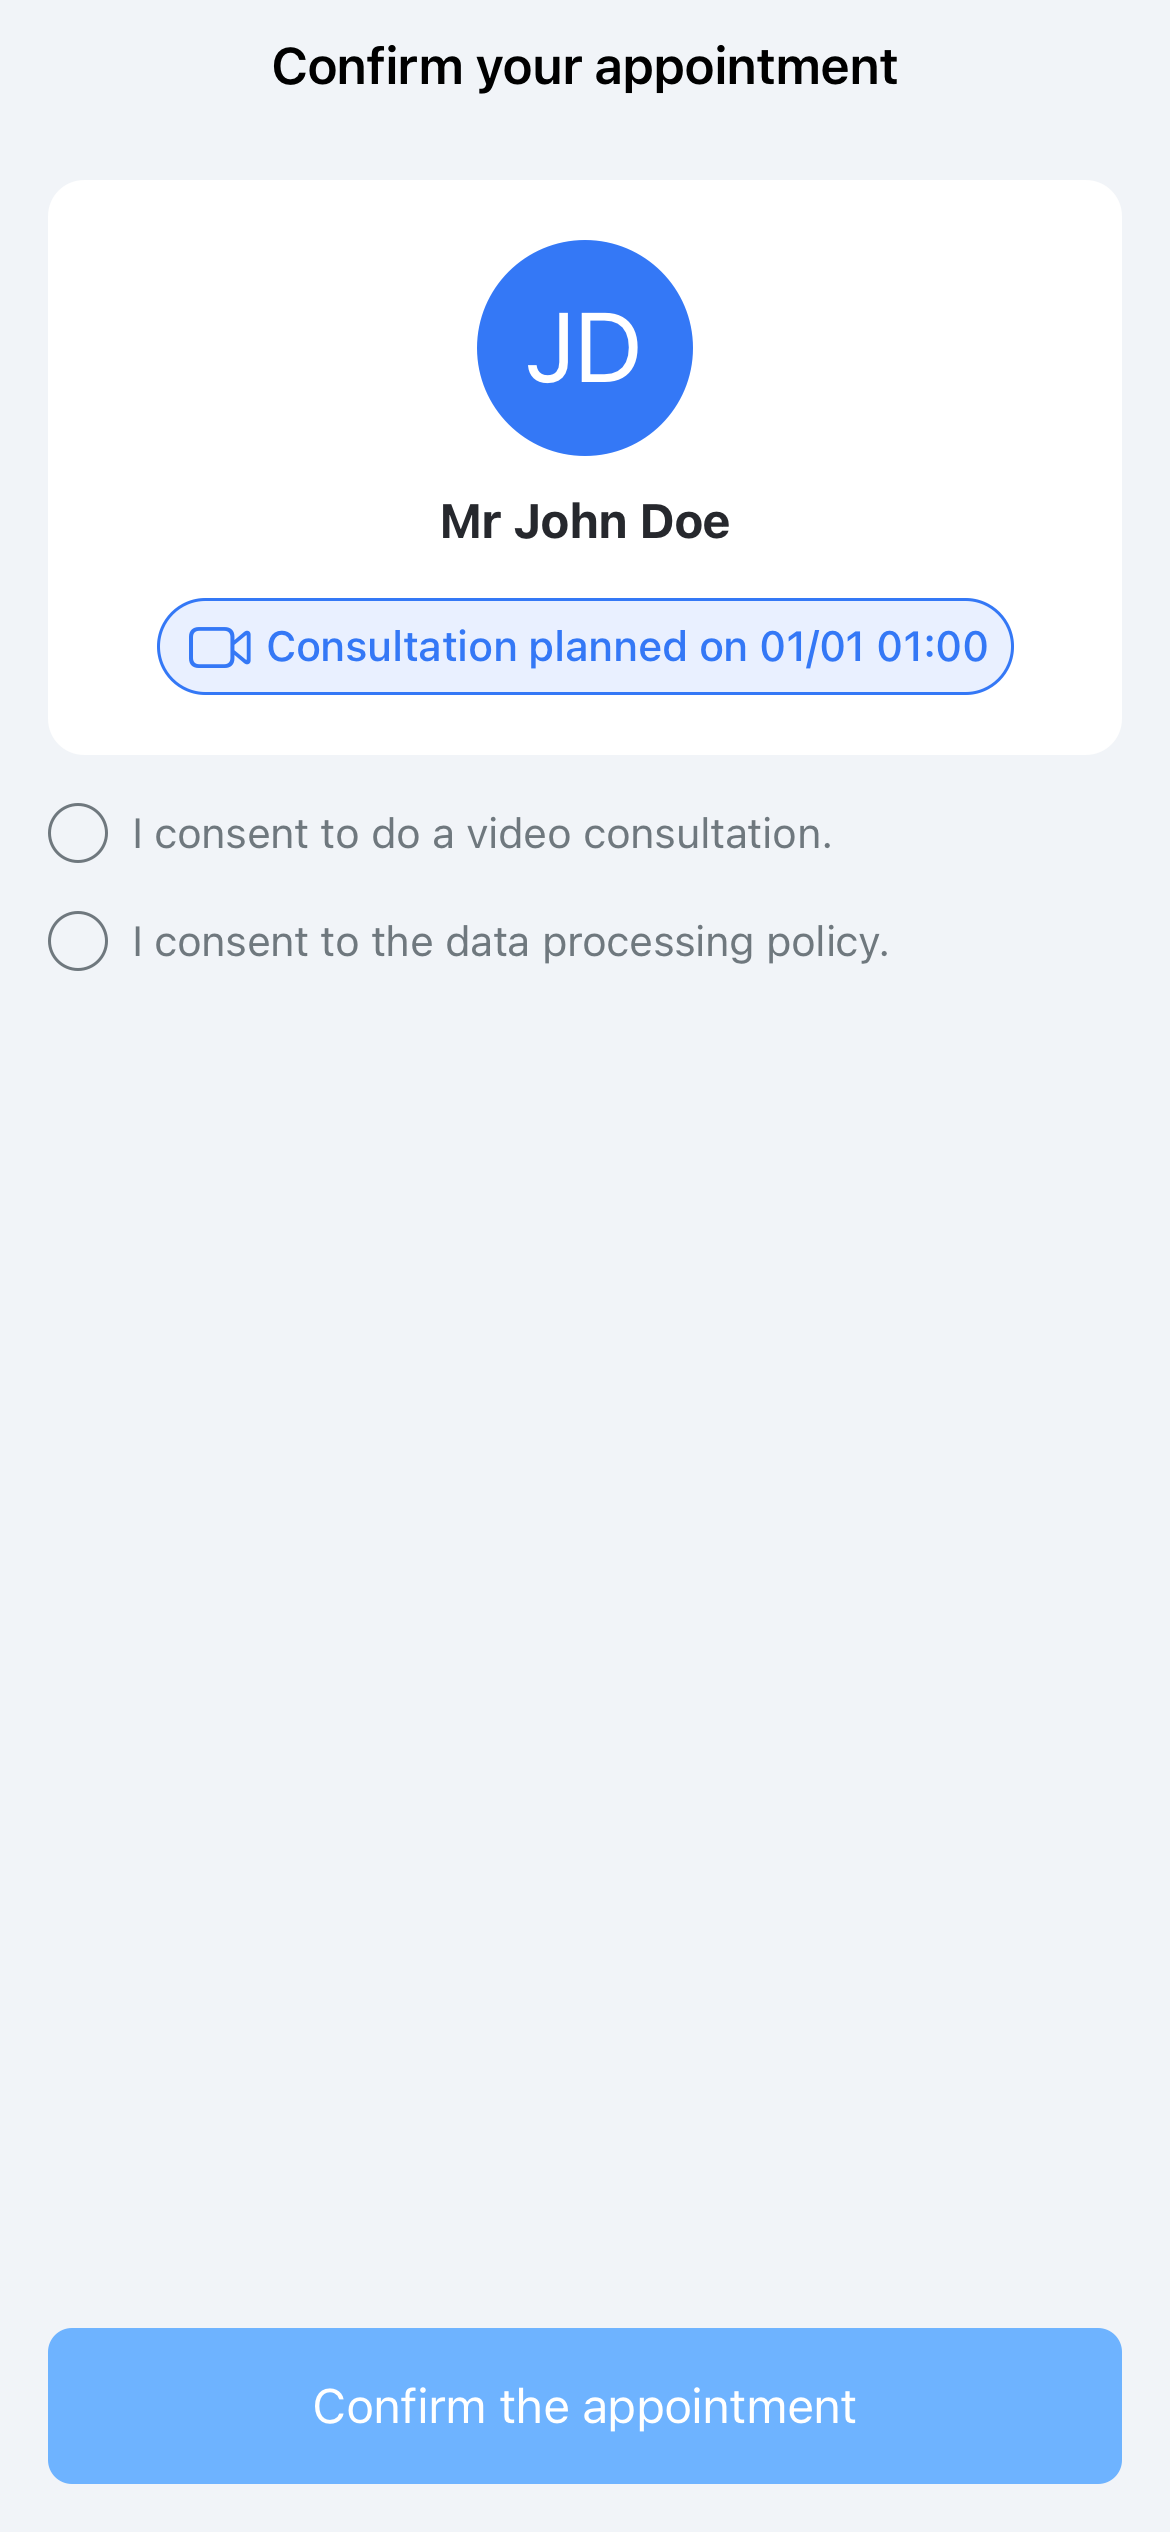 Confirm your appointment
JD
Mr John Doe
Consultation planned on 01/01 01:00
I consent to do a video consultation.
I consent to the data processing policy.
Confirm the appointment